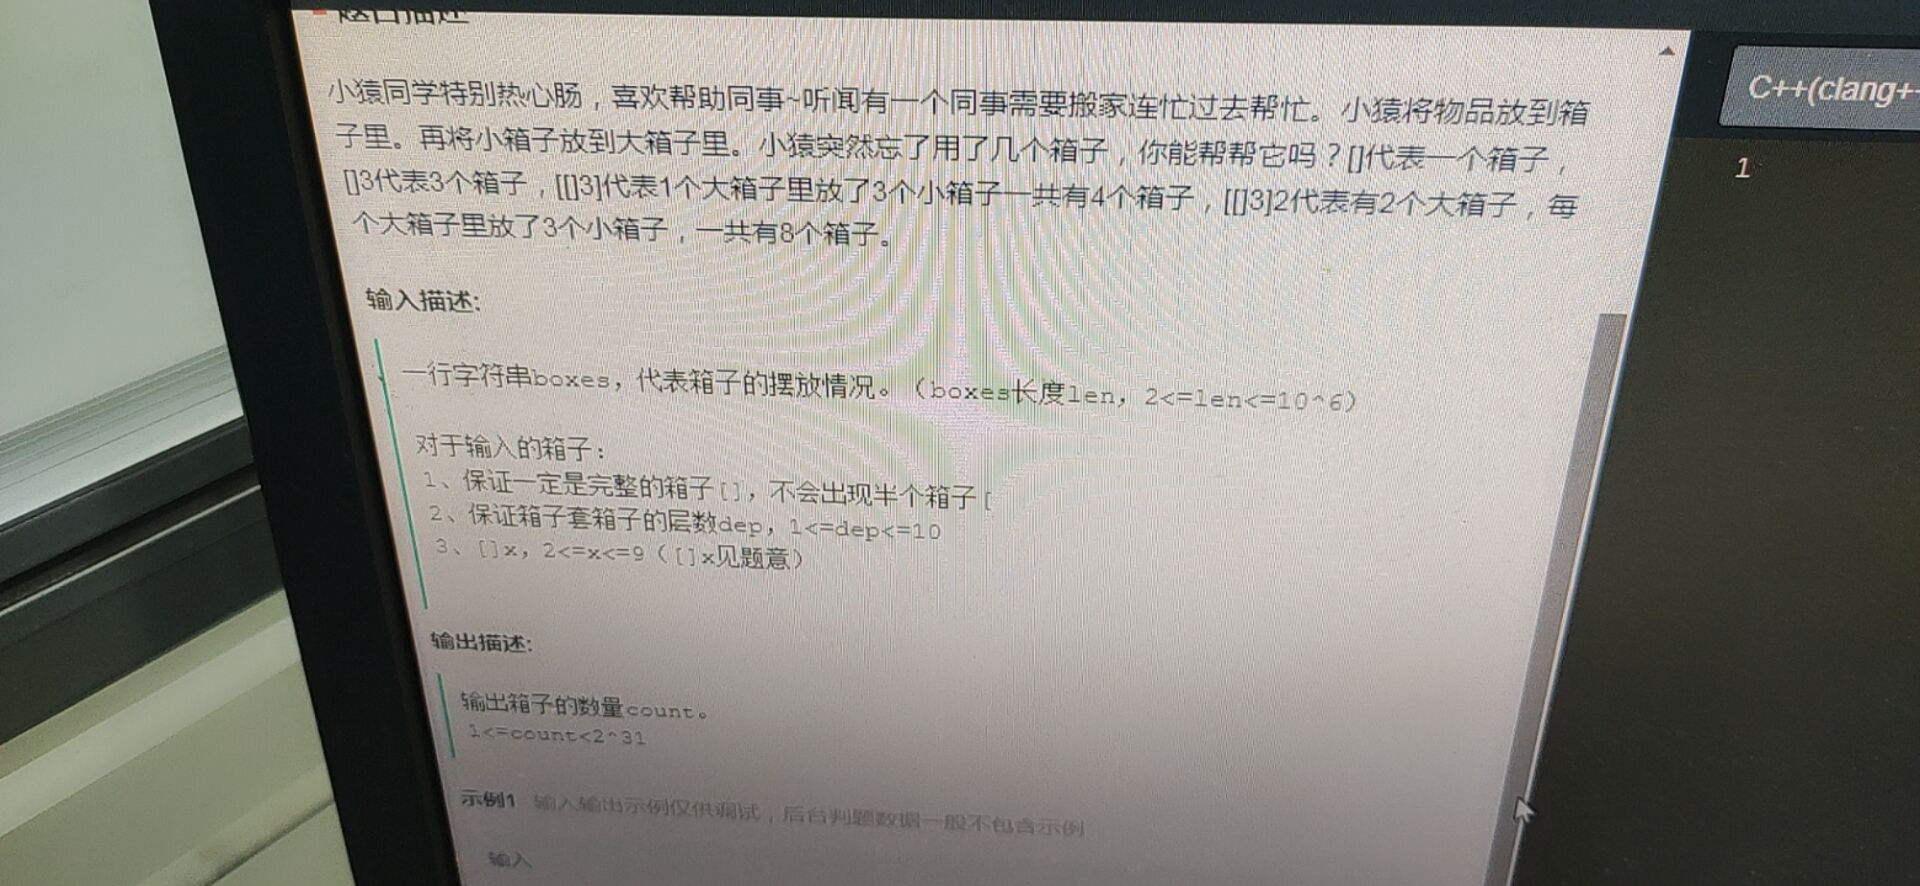 题目描述
小猿同学特别热心肠，喜欢帮助同事~听闻有一个同事需要搬家连忙过去帮忙。小猿将物品放到箱
子里。再将小箱子放到大箱子里。小猿突然忘了用了几个箱子，你能帮帮它吗？[]代表一个箱子，
[]3代表3个箱子，[[]3]代表1个大箱子里放了3个小箱子一共有4个箱子，[[]3]2代表有2个大箱子，每
个大箱子里放了3个小箱子，一共有8个箱子。
输入描述:
一行字符串boxes，代表箱子的摆放情况。（boxes长度len，2<=len<=10^6）
对于输入的箱子：
1、保证一定是完整的箱子[]，不会出现半个箱子[
2、保证箱子套箱子的层数dep，1<=dep<=10
3、[]x，2<=x<=9（[]x见题意）
输出描述:
输出箱子的数量count。
1<=count<2^31
示例1 输入输出示例仅供调试，后台判题数据一般不包含示例
输入
C++(clang+
1